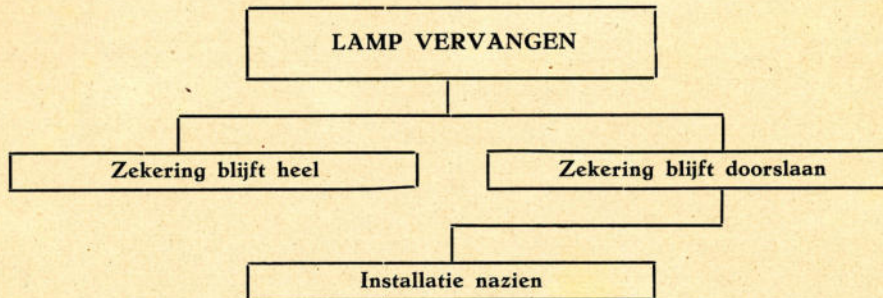 LAMP VERVANGEN
Zekering blijft heel
Zekering blijft doorslaan
Installatie nazien